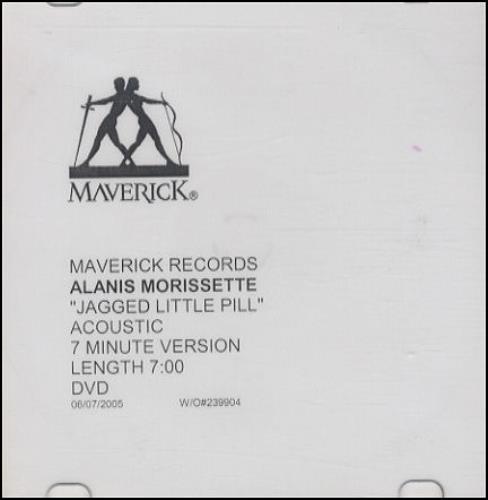 MAVERICK®
MAVERICK RECORDS
ALANIS MORISSETTE
"JAGGED LITTLE PILL"
ACOUSTIC
7 MINUTE VERSION
LENGTH 7:00
DVD
06/07/2005 W/O#239904